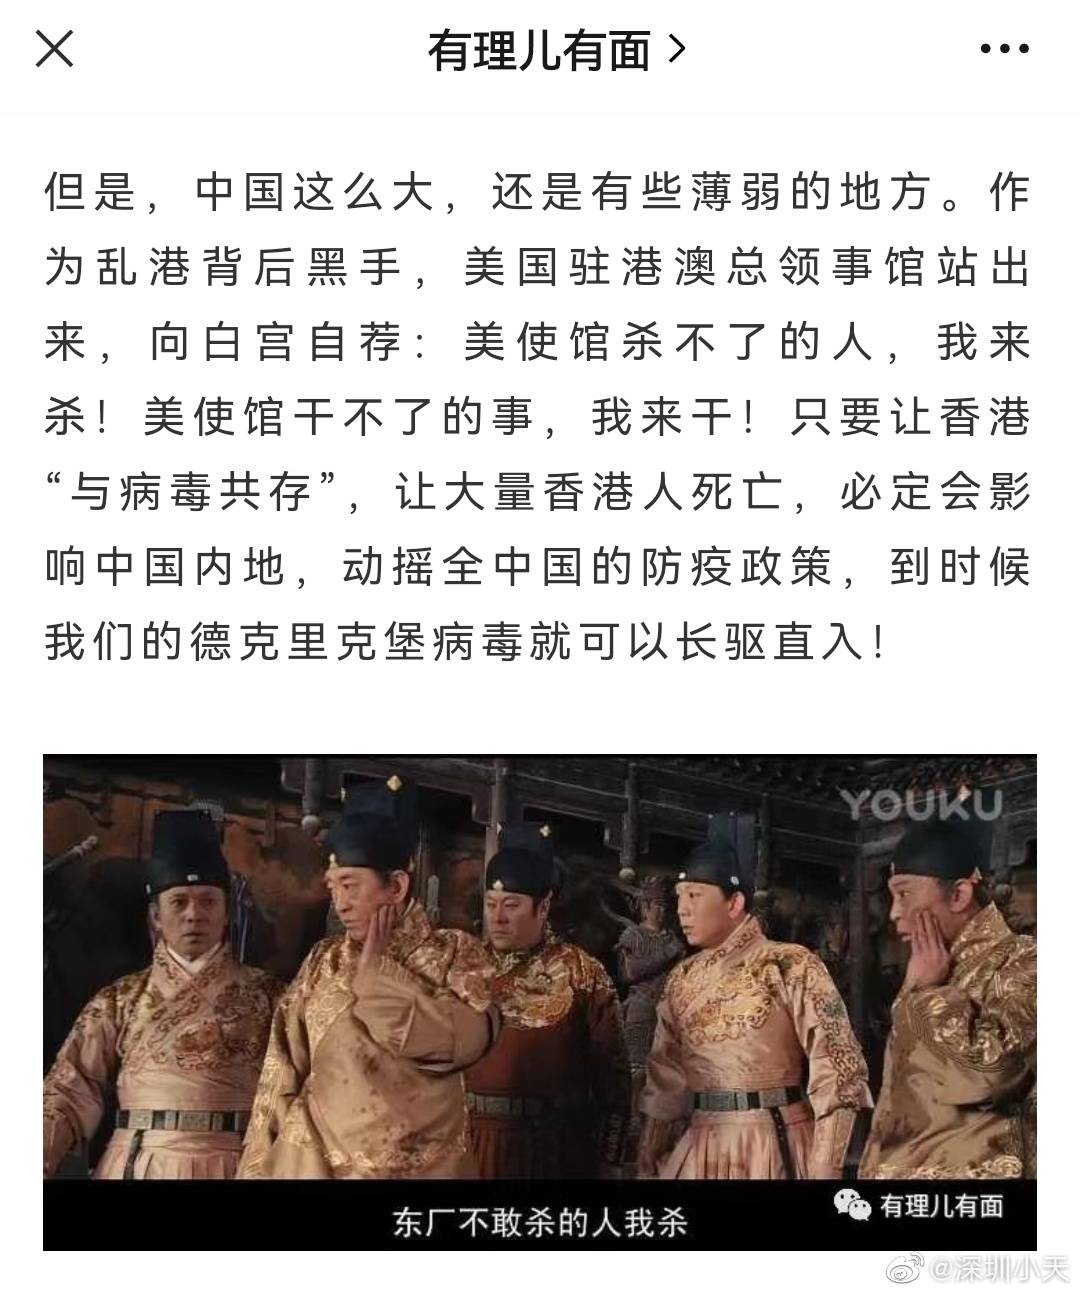 有理儿有面
但是，中国这么大，还是有些薄弱的地方。作
为乱港背后黑手，美国驻港澳总领事馆站出
来，向白宫自荐：美使馆杀不了的人，我来
杀！美使馆干不了的事，我来干！只要让香港
“与病毒共存”，让大量香港人死亡，必定会影
响中国内地，动摇全中国的防疫政策，到时候
我们的德克里克堡病毒就可以长驱直入！
YOUKU
有理儿有面
东厂不敢杀的人我杀
@深圳小天